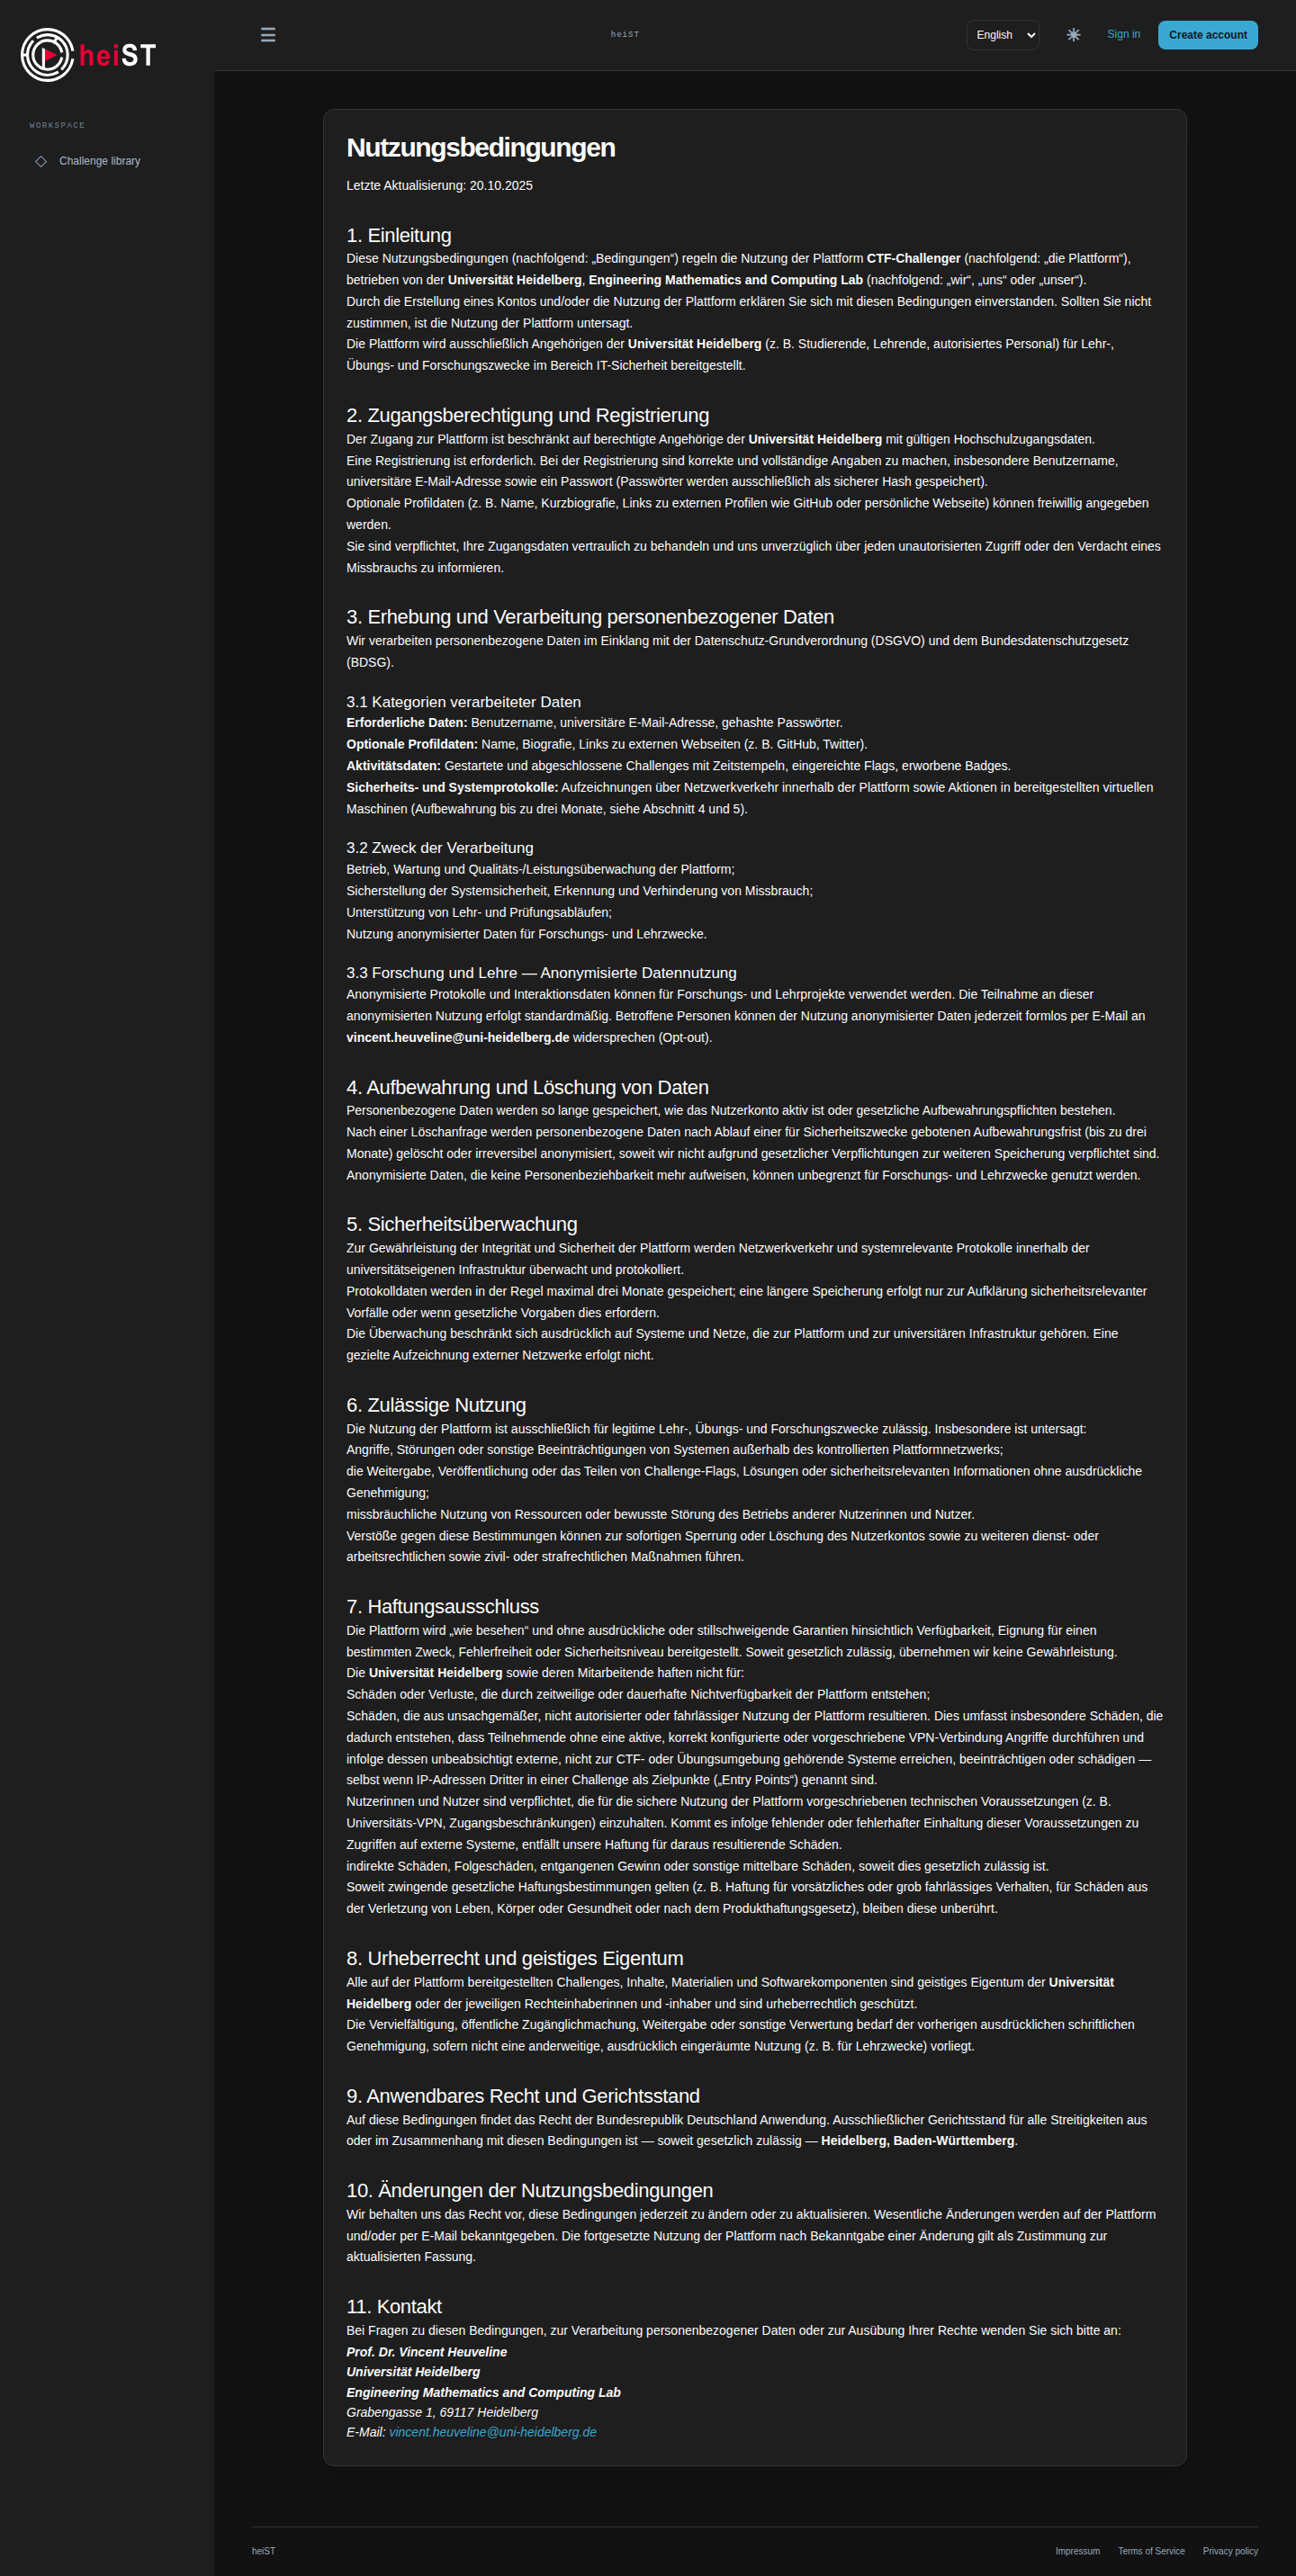 heiST
heiST
English
Sign in
Create account
WORKSPACE
Challenge library
Nutzungsbedingungen
Letzte Aktualisierung: 20.10.2025
1. Einleitung
Diese Nutzungsbedingungen (nachfolgend: „Bedingungen“) regeln die Nutzung der Plattform CTF-Challenger (nachfolgend: „die Plattform“),
betrieben von der Universität Heidelberg, Engineering Mathematics and Computing Lab (nachfolgend: „wir“, „uns“ oder „unser“).
Durch die Erstellung eines Kontos und/oder die Nutzung der Plattform erklären Sie sich mit diesen Bedingungen einverstanden. Sollten Sie nicht
zustimmen, ist die Nutzung der Plattform untersagt.
Die Plattform wird ausschließlich Angehörigen der Universität Heidelberg (z. B. Studierende, Lehrende, autorisiertes Personal) für Lehr-,
Übungs- und Forschungszwecke im Bereich IT-Sicherheit bereitgestellt.
2. Zugangsberechtigung und Registrierung
Der Zugang zur Plattform ist beschränkt auf berechtigte Angehörige der Universität Heidelberg mit gültigen Hochschulzugangsdaten.
Eine Registrierung ist erforderlich. Bei der Registrierung sind korrekte und vollständige Angaben zu machen, insbesondere Benutzername,
universitäre E-Mail-Adresse sowie ein Passwort (Passwörter werden ausschließlich als sicherer Hash gespeichert).
Optionale Profildaten (z. B. Name, Kurzbiografie, Links zu externen Profilen wie GitHub oder persönliche Webseite) können freiwillig angegeben
werden.
Sie sind verpflichtet, Ihre Zugangsdaten vertraulich zu behandeln und uns unverzüglich über jeden unautorisierten Zugriff oder den Verdacht eines
Missbrauchs zu informieren.
3. Erhebung und Verarbeitung personenbezogener Daten
Wir verarbeiten personenbezogene Daten im Einklang mit der Datenschutz-Grundverordnung (DSGVO) und dem Bundesdatenschutzgesetz
(BDSG).
3.1 Kategorien verarbeiteter Daten
Erforderliche Daten: Benutzername, universitäre E-Mail-Adresse, gehashte Passwörter.
Optionale Profildaten: Name, Biografie, Links zu externen Webseiten (z. B. GitHub, Twitter).
Aktivitätsdaten: Gestartete und abgeschlossene Challenges mit Zeitstempeln, eingereichte Flags, erworbene Badges.
Sicherheits- und Systemprotokolle: Aufzeichnungen über Netzwerkverkehr innerhalb der Plattform sowie Aktionen in bereitgestellten virtuellen
Maschinen (Aufbewahrung bis zu drei Monate, siehe Abschnitt 4 und 5).
3.2 Zweck der Verarbeitung
Betrieb, Wartung und Qualitäts-/Leistungsüberwachung der Plattform;
Sicherstellung der Systemsicherheit, Erkennung und Verhinderung von Missbrauch;
Unterstützung von Lehr- und Prüfungsabläufen;
Nutzung anonymisierter Daten für Forschungs- und Lehrzwecke.
3.3 Forschung und Lehre — Anonymisierte Datennutzung
Anonymisierte Protokolle und Interaktionsdaten können für Forschungs- und Lehrprojekte verwendet werden. Die Teilnahme an dieser
anonymisierten Nutzung erfolgt standardmäßig. Betroffene Personen können der Nutzung anonymisierter Daten jederzeit formlos per E-Mail an
vincent.heuveline@uni-heidelberg.de widersprechen (Opt-out).
4. Aufbewahrung und Löschung von Daten
Personenbezogene Daten werden so lange gespeichert, wie das Nutzerkonto aktiv ist oder gesetzliche Aufbewahrungspflichten bestehen.
Nach einer Löschanfrage werden personenbezogene Daten nach Ablauf einer für Sicherheitszwecke gebotenen Aufbewahrungsfrist (bis zu drei
Monate) gelöscht oder irreversibel anonymisiert, soweit wir nicht aufgrund gesetzlicher Verpflichtungen zur weiteren Speicherung verpflichtet sind.
Anonymisierte Daten, die keine Personenbeziehbarkeit mehr aufweisen, können unbegrenzt für Forschungs- und Lehrzwecke genutzt werden.
5. Sicherheitsüberwachung
Zur Gewährleistung der Integrität und Sicherheit der Plattform werden Netzwerkverkehr und systemrelevante Protokolle innerhalb der
universitätseigenen Infrastruktur überwacht und protokolliert.
Protokolldaten werden in der Regel maximal drei Monate gespeichert; eine längere Speicherung erfolgt nur zur Aufklärung sicherheitsrelevanter
Vorfälle oder wenn gesetzliche Vorgaben dies erfordern.
Die Überwachung beschränkt sich ausdrücklich auf Systeme und Netze, die zur Plattform und zur universitären Infrastruktur gehören. Eine
gezielte Aufzeichnung externer Netzwerke erfolgt nicht.
6. Zulässige Nutzung
Die Nutzung der Plattform ist ausschließlich für legitime Lehr-, Übungs- und Forschungszwecke zulässig. Insbesondere ist untersagt:
Angriffe, Störungen oder sonstige Beeinträchtigungen von Systemen außerhalb des kontrollierten Plattformnetzwerks;
die Weitergabe, Veröffentlichung oder das Teilen von Challenge-Flags, Lösungen oder sicherheitsrelevanten Informationen ohne ausdrückliche
Genehmigung;
missbräuchliche Nutzung von Ressourcen oder bewusste Störung des Betriebs anderer Nutzerinnen und Nutzer.
Verstöße gegen diese Bestimmungen können zur sofortigen Sperrung oder Löschung des Nutzerkontos sowie zu weiteren dienst- oder
arbeitsrechtlichen sowie zivil- oder strafrechtlichen Maßnahmen führen.
7. Haftungsausschluss
Die Plattform wird „wie besehen“ und ohne ausdrückliche oder stillschweigende Garantien hinsichtlich Verfügbarkeit, Eignung für einen
bestimmten Zweck, Fehlerfreiheit oder Sicherheitsniveau bereitgestellt. Soweit gesetzlich zulässig, übernehmen wir keine Gewährleistung.
Die Universität Heidelberg sowie deren Mitarbeitende haften nicht für:
Schäden oder Verluste, die durch zeitweilige oder dauerhafte Nichtverfügbarkeit der Plattform entstehen;
Schäden, die aus unsachgemäßer, nicht autorisierter oder fahrlässiger Nutzung der Plattform resultieren. Dies umfasst insbesondere Schäden, die
dadurch entstehen, dass Teilnehmende ohne eine aktive, korrekt konfigurierte oder vorgeschriebene VPN-Verbindung Angriffe durchführen und
infolge dessen unbeabsichtigt externe, nicht zur CTF- oder Übungsumgebung gehörende Systeme erreichen, beeinträchtigen oder schädigen —
selbst wenn IP-Adressen Dritter in einer Challenge als Zielpunkte („Entry Points“) genannt sind.
Nutzerinnen und Nutzer sind verpflichtet, die für die sichere Nutzung der Plattform vorgeschriebenen technischen Voraussetzungen (z. B.
Universitäts-VPN, Zugangsbeschränkungen) einzuhalten. Kommt es infolge fehlender oder fehlerhafter Einhaltung dieser Voraussetzungen zu
Zugriffen auf externe Systeme, entfällt unsere Haftung für daraus resultierende Schäden.
indirekte Schäden, Folgeschäden, entgangenen Gewinn oder sonstige mittelbare Schäden, soweit dies gesetzlich zulässig ist.
Soweit zwingende gesetzliche Haftungsbestimmungen gelten (z. B. Haftung für vorsätzliches oder grob fahrlässiges Verhalten, für Schäden aus
der Verletzung von Leben, Körper oder Gesundheit oder nach dem Produkthaftungsgesetz), bleiben diese unberührt.
8. Urheberrecht und geistiges Eigentum
Alle auf der Plattform bereitgestellten Challenges, Inhalte, Materialien und Softwarekomponenten sind geistiges Eigentum der Universität
Heidelberg oder der jeweiligen Rechteinhaberinnen und -inhaber und sind urheberrechtlich geschützt.
Die Vervielfältigung, öffentliche Zugänglichmachung, Weitergabe oder sonstige Verwertung bedarf der vorherigen ausdrücklichen schriftlichen
Genehmigung, sofern nicht eine anderweitige, ausdrücklich eingeräumte Nutzung (z. B. für Lehrzwecke) vorliegt.
9. Anwendbares Recht und Gerichtsstand
Auf diese Bedingungen findet das Recht der Bundesrepublik Deutschland Anwendung. Ausschließlicher Gerichtsstand für alle Streitigkeiten aus
oder im Zusammenhang mit diesen Bedingungen ist — soweit gesetzlich zulässig — Heidelberg, Baden-Württemberg.
10. Änderungen der Nutzungsbedingungen
Wir behalten uns das Recht vor, diese Bedingungen jederzeit zu ändern oder zu aktualisieren. Wesentliche Änderungen werden auf der Plattform
und/oder per E-Mail bekanntgegeben. Die fortgesetzte Nutzung der Plattform nach Bekanntgabe einer Änderung gilt als Zustimmung zur
aktualisierten Fassung.
11. Kontakt
Bei Fragen zu diesen Bedingungen, zur Verarbeitung personenbezogener Daten oder zur Ausübung Ihrer Rechte wenden Sie sich bitte an:
Prof. Dr. Vincent Heuveline
Universität Heidelberg
Engineering Mathematics and Computing Lab
Grabengasse 1, 69117 Heidelberg
E-Mail: vincent.heuveline@uni-heidelberg.de
heiST
Impressum
Terms of Service
Privacy policy